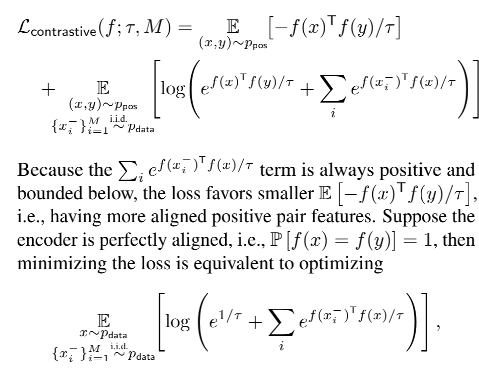 $\mathcal{L}_{\text{contrastive}}(f; \tau, M) = \underset{(x,y)\sim p_{\text{pos}}}{\mathbb{E}} \left[-f(x)^{\mathsf{T}} f(y)/\tau\right]$
$+ \underset{\substack{(x,y)\sim p_{\text{pos}} \\ \{x_i^-\}_{i=1}^{M} \overset{\text{i.i.d.}}{\sim} p_{\text{data}}}}{\mathbb{E}} \left[\log\left(e^{f(x)^{\mathsf{T}} f(y)/\tau} + \sum_i e^{f(x_i^-)^{\mathsf{T}} f(x)/\tau}\right)\right]$
Because the $\sum_i e^{f(x_i^-)^{\mathsf{T}} f(x)/\tau}$ term is always positive and
bounded below, the loss favors smaller $\mathbb{E}\left[-f(x)^{\mathsf{T}} f(y)/\tau\right]$,
i.e., having more aligned positive pair features. Suppose the
encoder is perfectly aligned, i.e., $\mathbb{P}\left[f(x) = f(y)\right] = 1$, then
minimizing the loss is equivalent to optimizing
$\underset{\substack{x\sim p_{\text{data}} \\ \{x_i^-\}_{i=1}^{M} \overset{\text{i.i.d.}}{\sim} p_{\text{data}}}}{\mathbb{E}} \left[\log\left(e^{1/\tau} + \sum_i e^{f(x_i^-)^{\mathsf{T}} f(x)/\tau}\right)\right],$